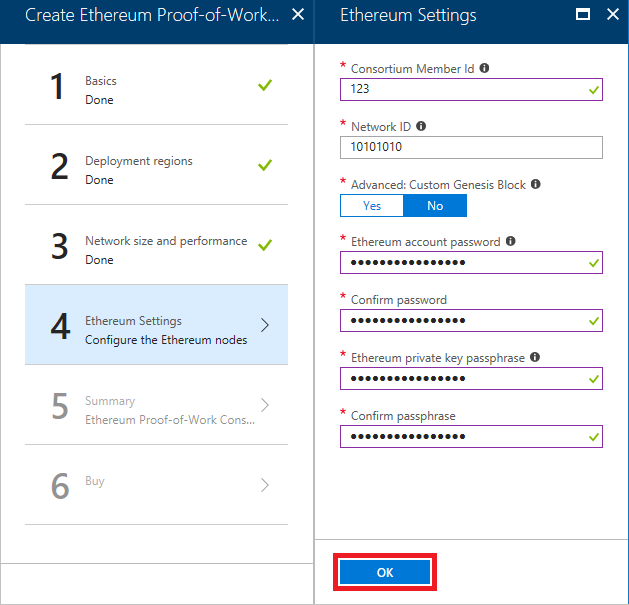 Create Ethereum Proof-of-Work...
1
Basics
Done
2
Deployment regions
Done
3
Network size and performance
Done
4
Ethereum Settings
Configure the Ethereum nodes
5
Summary
Ethereum Proof-of-Work Cons...
6
Buy
Ethereum Settings
* Consortium Member Id
123
* Network ID
10101010
* Advanced: Custom Genesis Block
Yes No
* Ethereum account password
••••••••••••••••
* Confirm password
••••••••••••••••
* Ethereum private key passphrase
••••••••••••••••
* Confirm passphrase
••••••••••••••••
OK